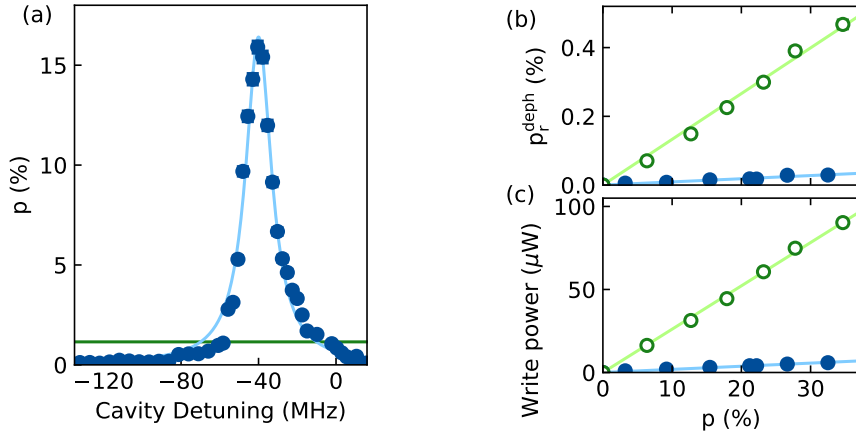 (a)
15
10
5
0
p (%)
−120
−80
−40
0
Cavity Detuning (MHz)
(b)
0.4
0.2
0.0
p_r^deph (%)
(c)
100
50
0
Write power (μW)
0
10
20
30
p (%)